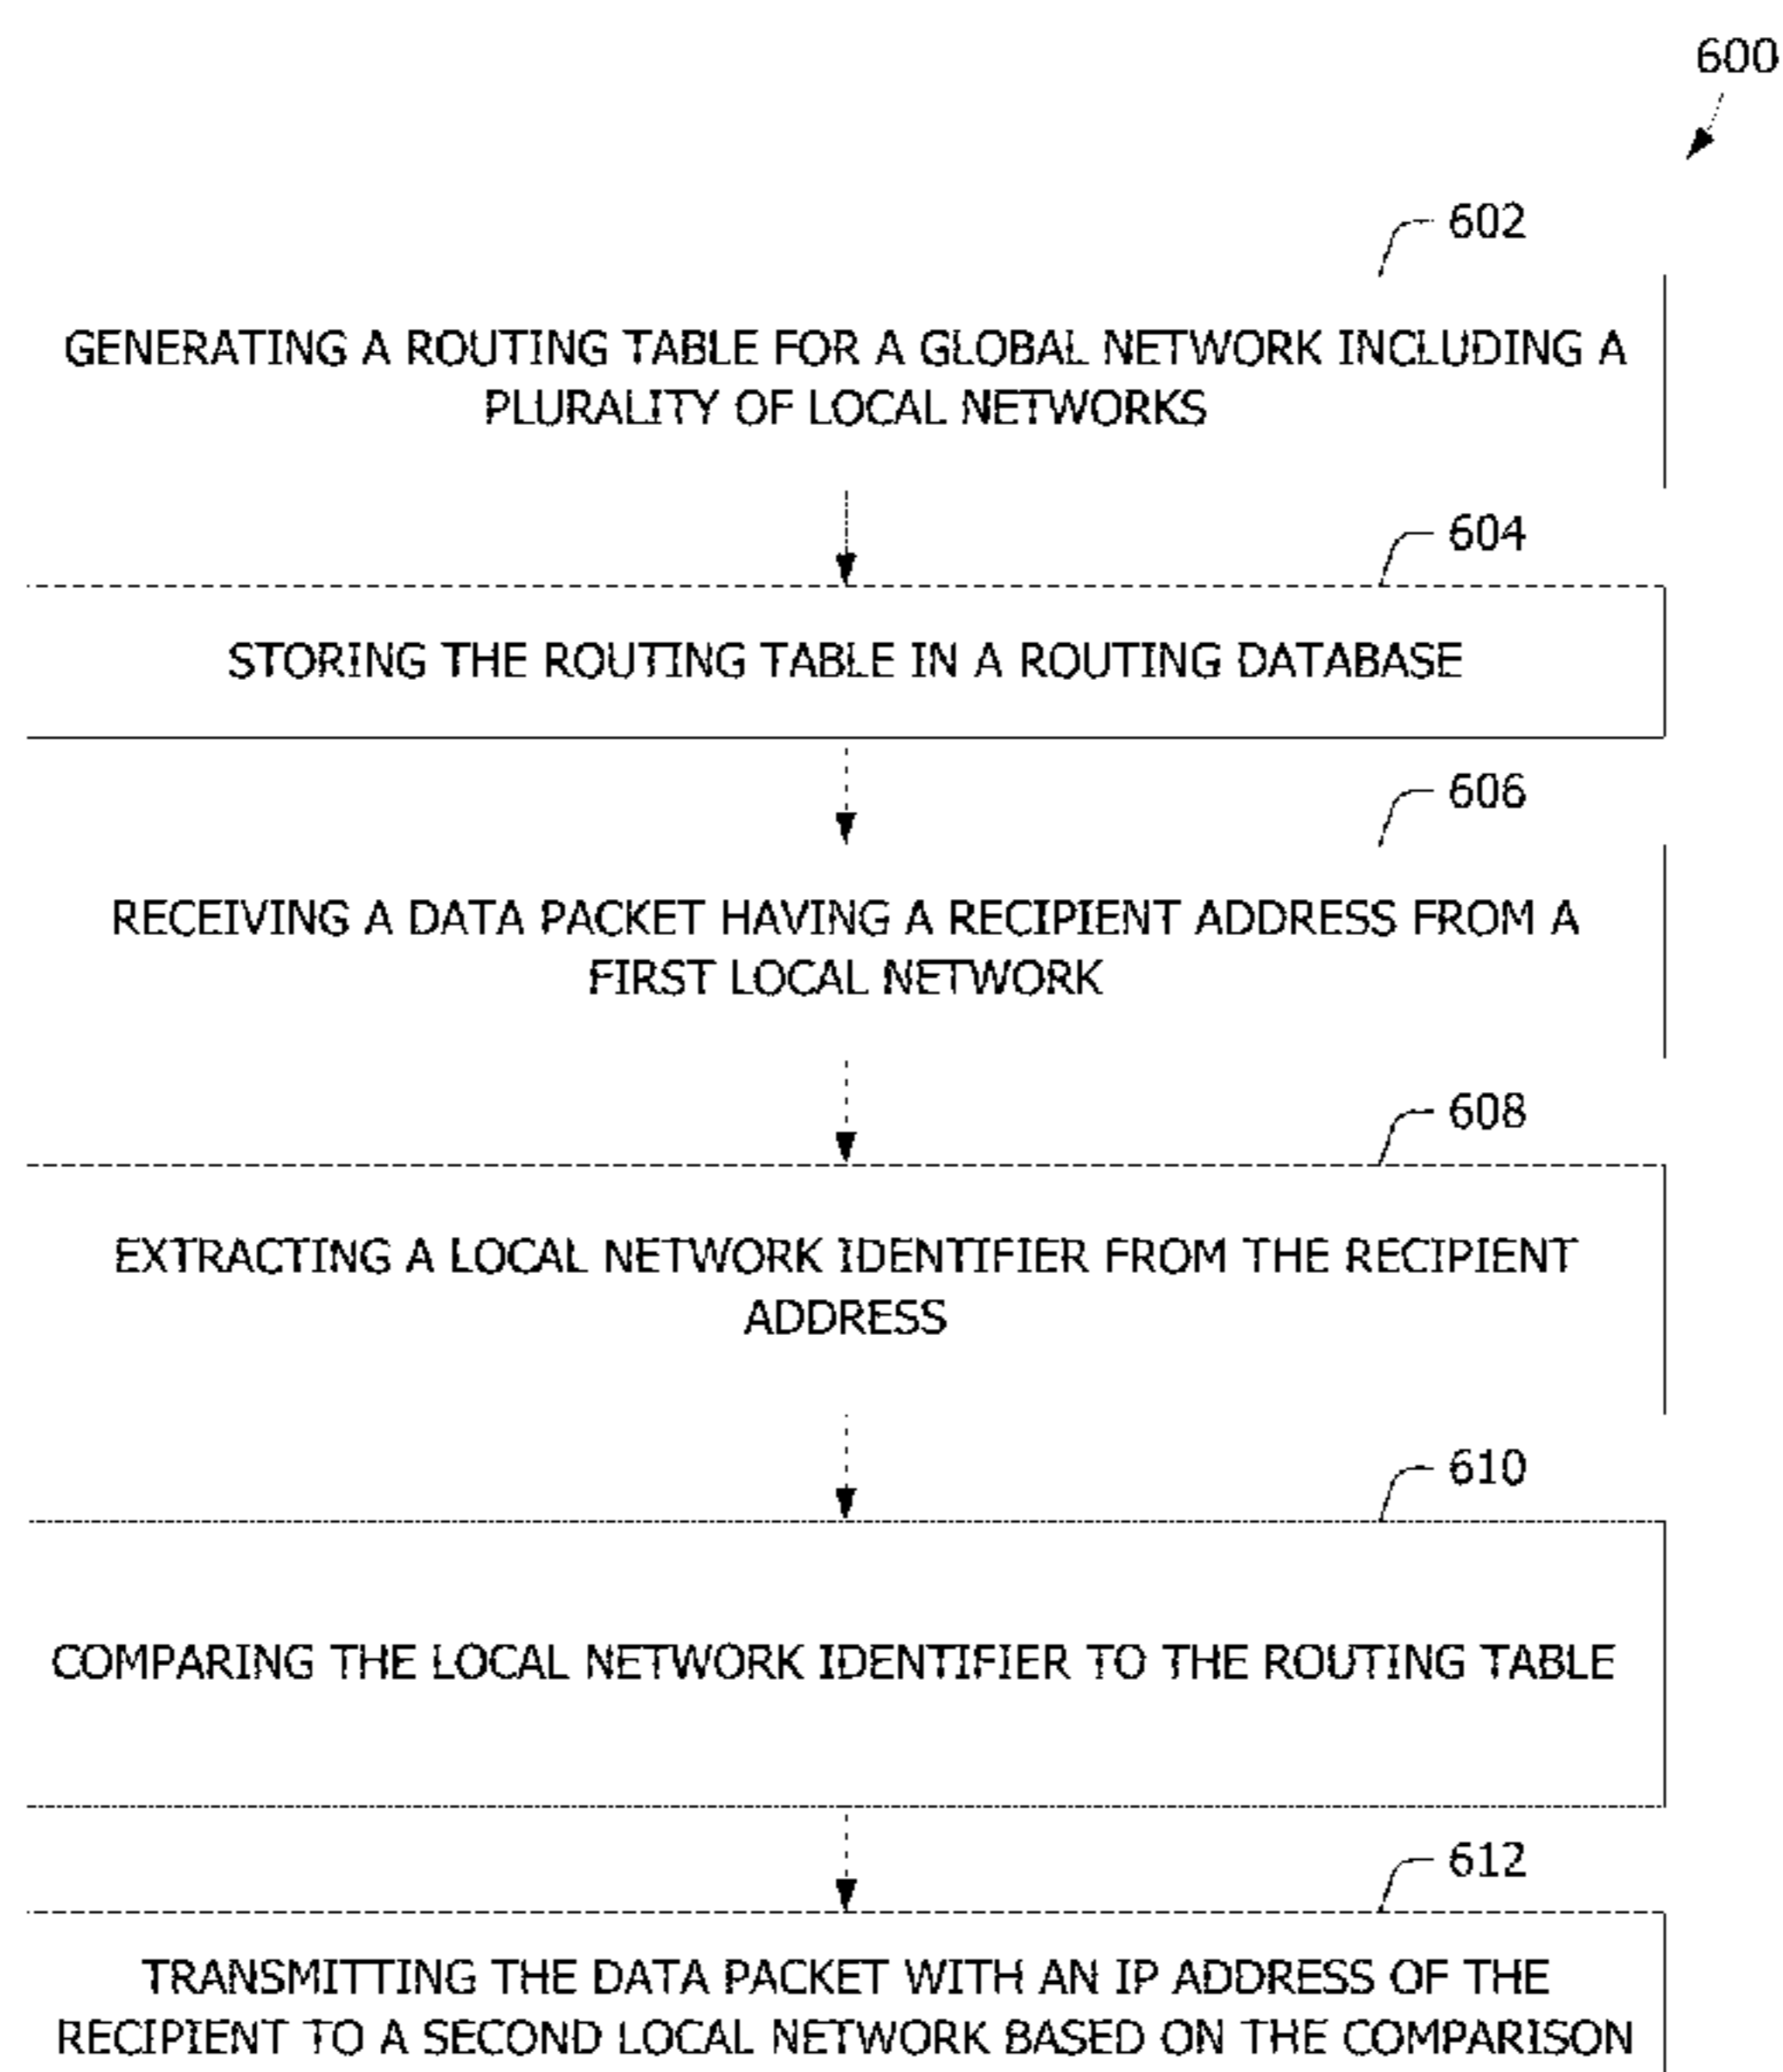 600
602
GENERATING A ROUTING TABLE FOR A GLOBAL NETWORK INCLUDING A
PLURALITY OF LOCAL NETWORKS
604
STORING THE ROUTING TABLE IN A ROUTING DATABASE
606
RECEIVING A DATA PACKET HAVING A RECIPIENT ADDRESS FROM A
FIRST LOCAL NETWORK
608
EXTRACTING A LOCAL NETWORK IDENTIFIER FROM THE RECIPIENT
ADDRESS
610
COMPARING THE LOCAL NETWORK IDENTIFIER TO THE ROUTING TABLE
612
TRANSMITTING THE DATA PACKET WITH AN IP ADDRESS OF THE
RECIPIENT TO A SECOND LOCAL NETWORK BASED ON THE COMPARISON